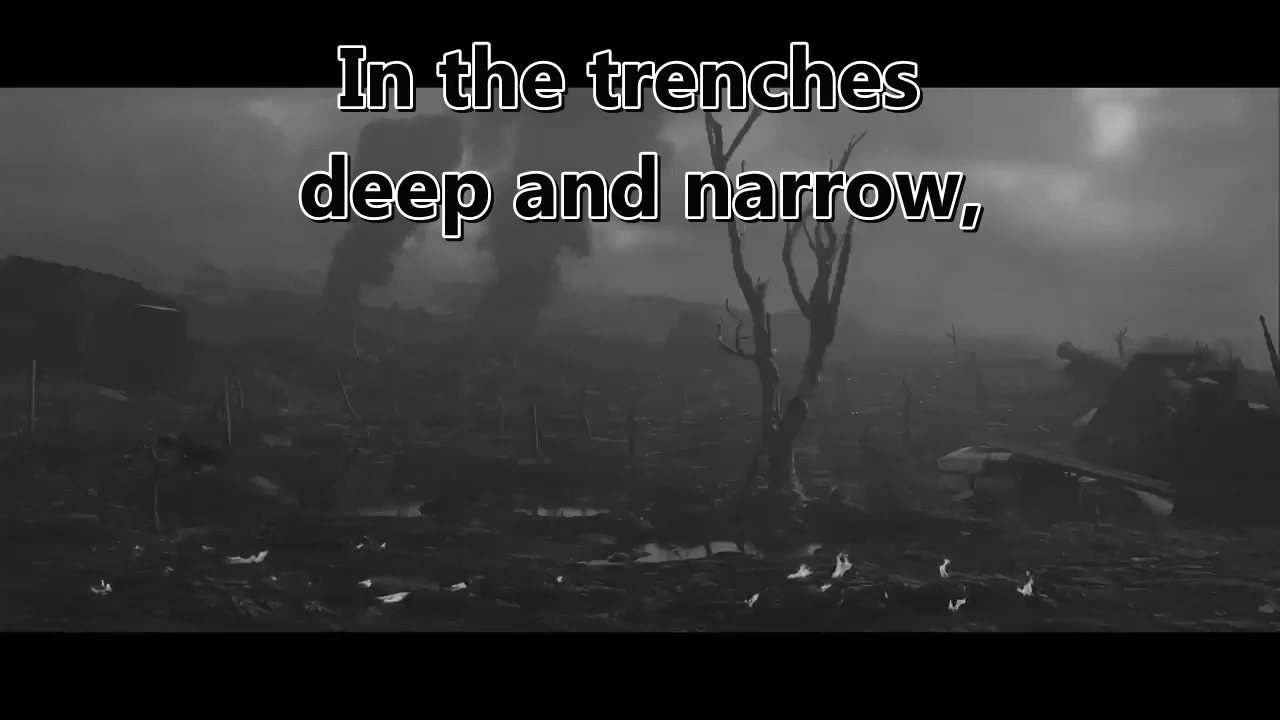 In the trenches
deep and narrow,